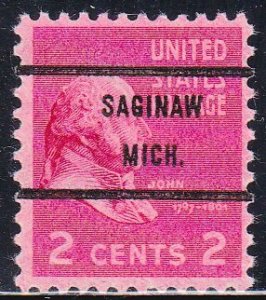 UNITED
STATES
SAGINAW
MICH.
JOHN
2 CENTS 2